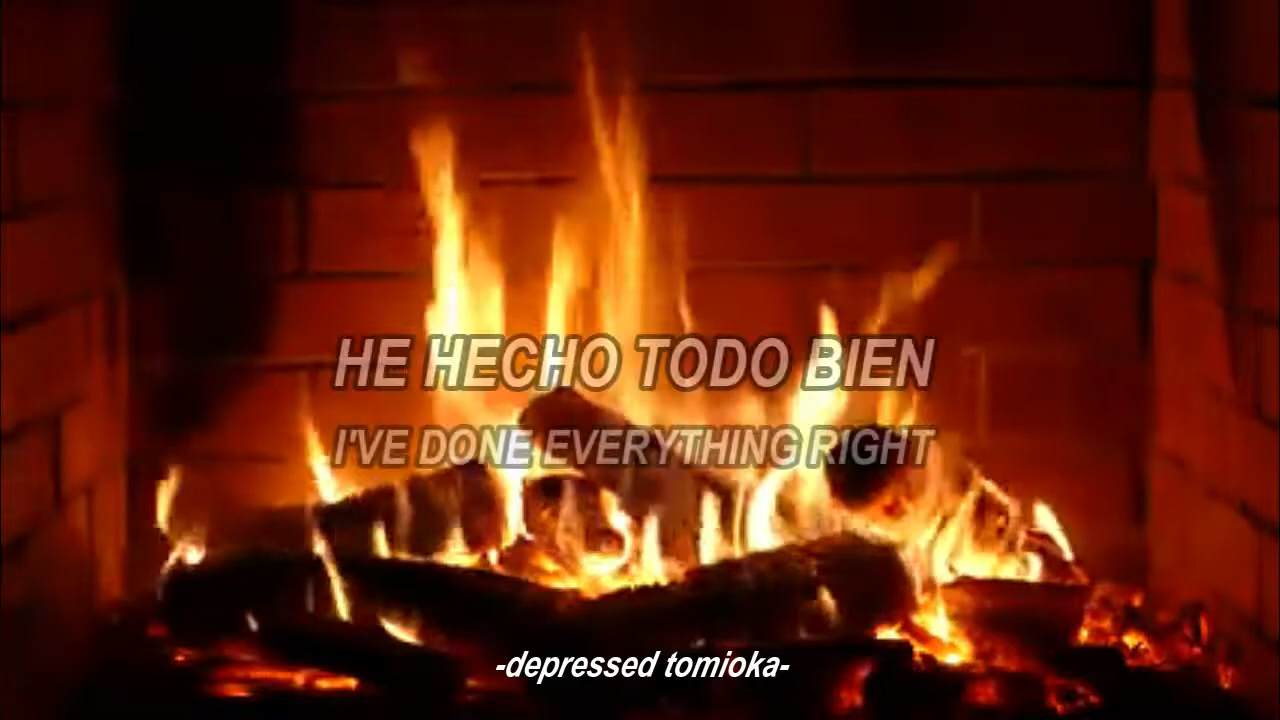 HE HECHO TODO BIEN
I'VE DONE EVERYTHING RIGHT
-depressed tomioka-